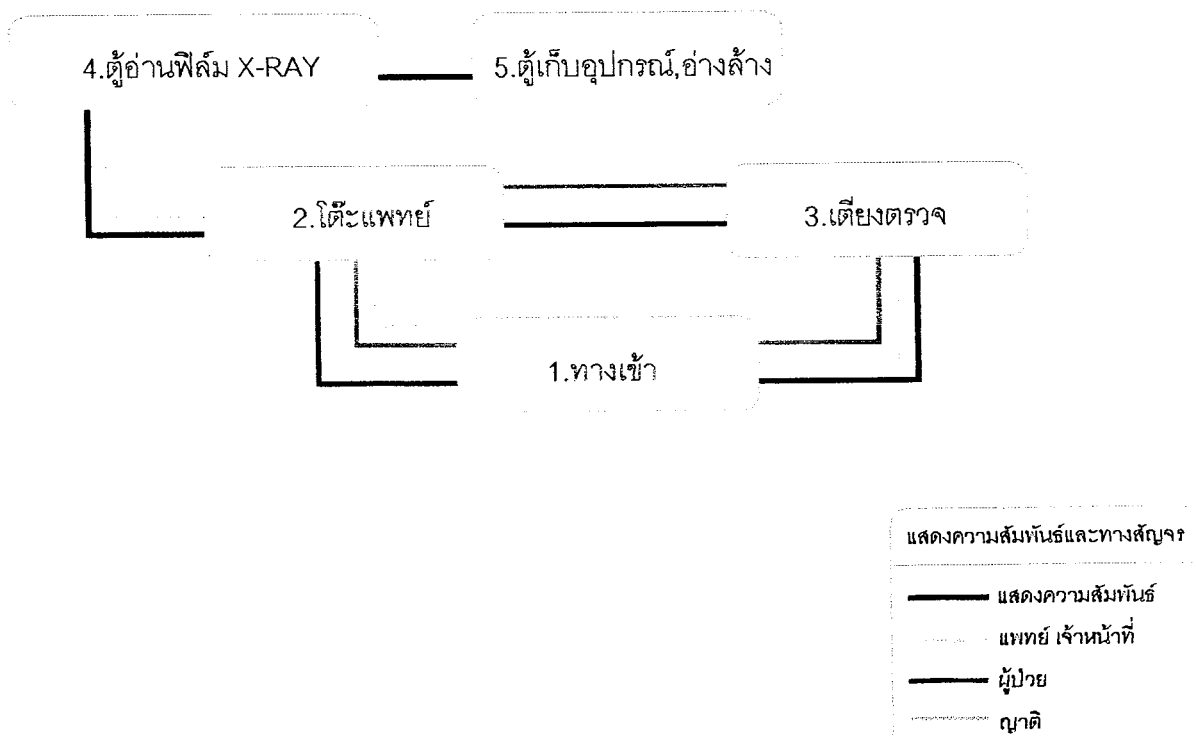 4.ตู้อ่านฟิล์ม X-RAY
5.ตู้เก็บอุปกรณ์,อ่างล้าง
2.โต๊ะแพทย์
3.เตียงตรวจ
1.ทางเข้า
แสดงความสัมพันธ์และทางสัญจร
แสดงความสัมพันธ์
แพทย์ เจ้าหน้าที่
ผู้ป่วย
ญาติ